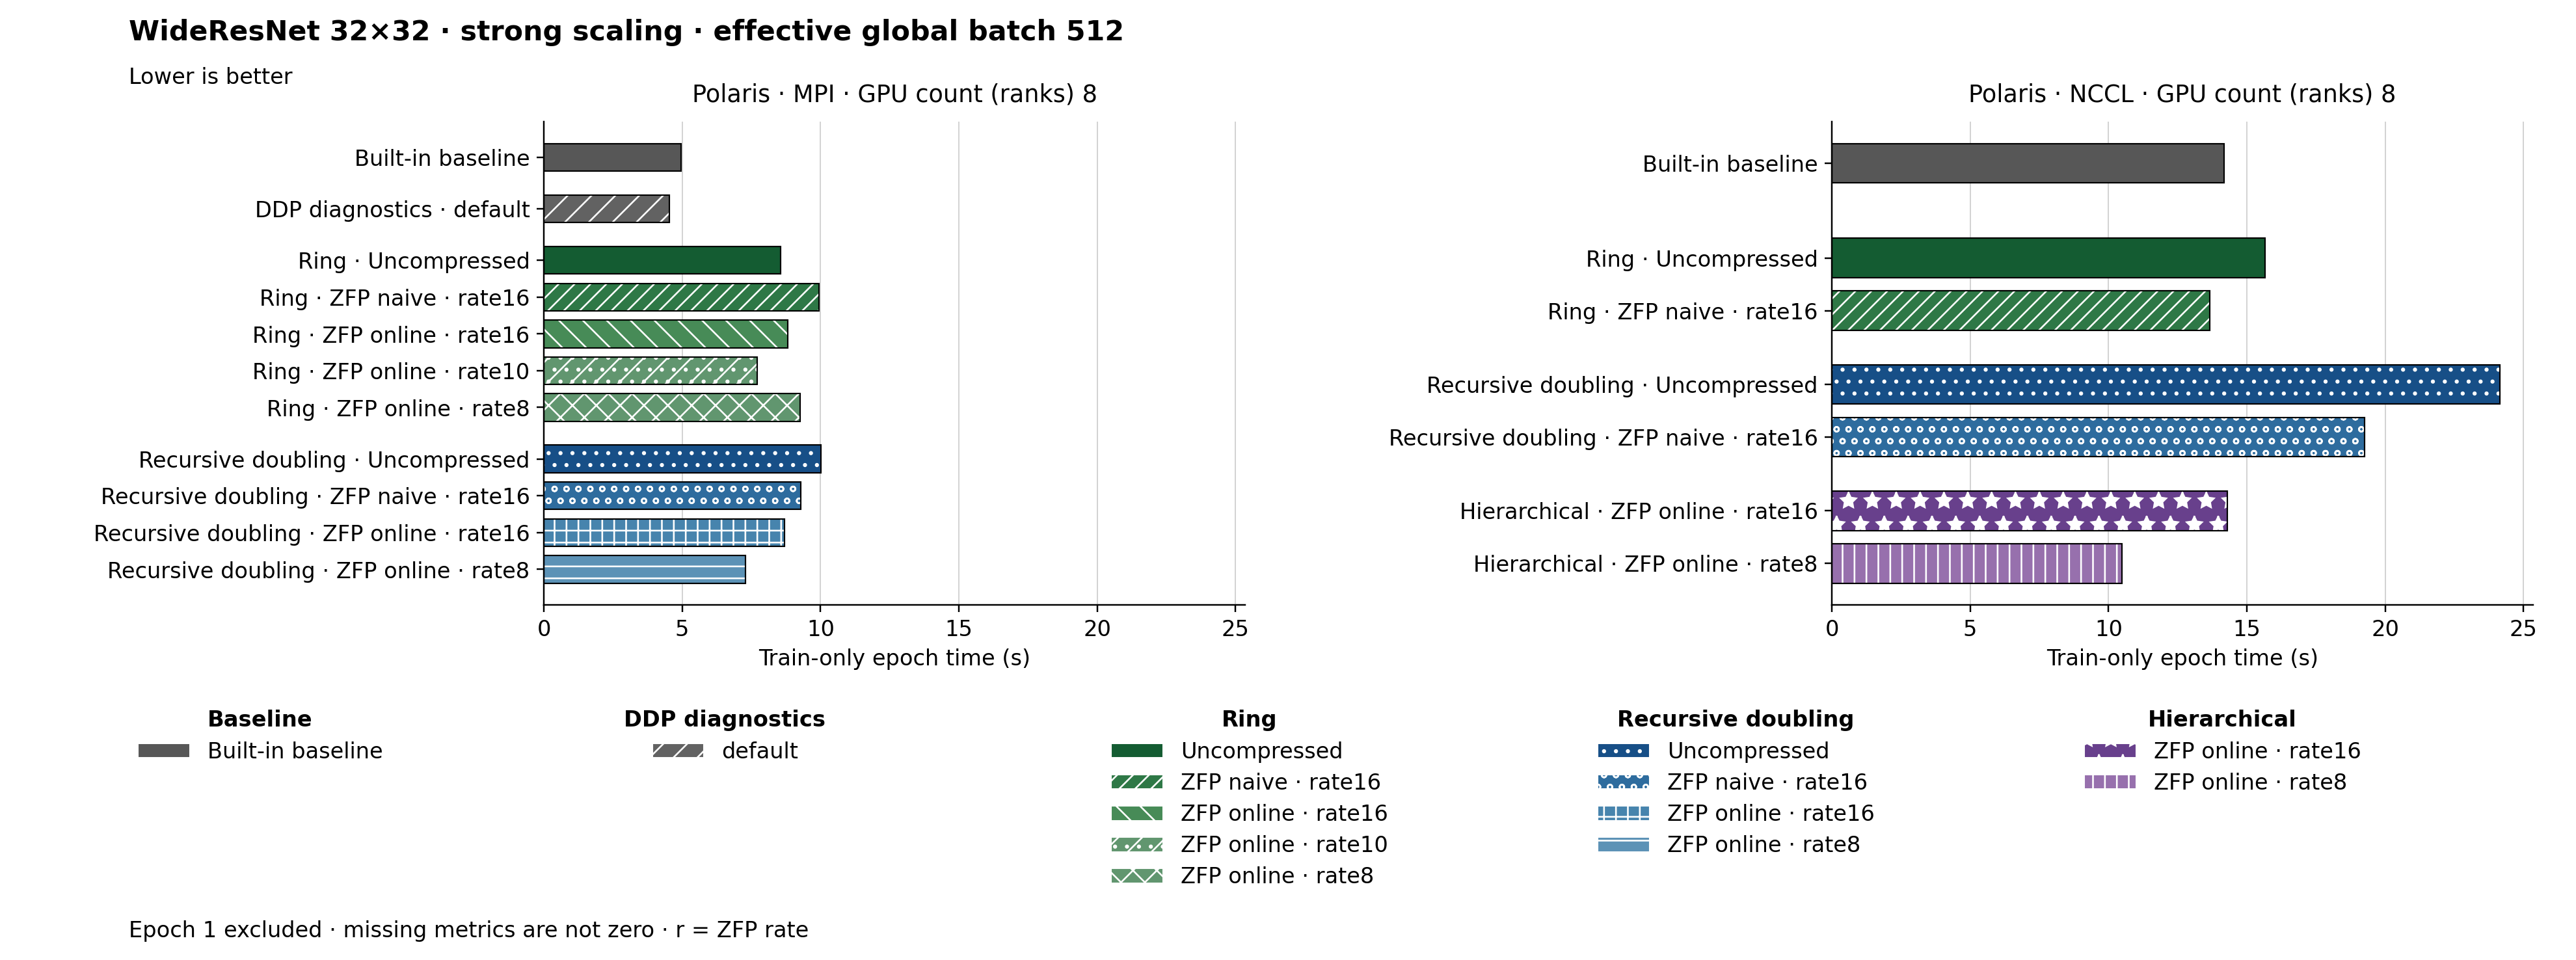 WideResNet 32×32 · strong scaling · effective global batch 512
Lower is better
Polaris · MPI · GPU count (ranks) 8
Built-in baseline
DDP diagnostics · default
Ring · Uncompressed
Ring · ZFP naive · rate16
Ring · ZFP online · rate16
Ring · ZFP online · rate10
Ring · ZFP online · rate8
Recursive doubling · Uncompressed
Recursive doubling · ZFP naive · rate16
Recursive doubling · ZFP online · rate16
Recursive doubling · ZFP online · rate8
0 5 10 15 20 25
Train-only epoch time (s)
Polaris · NCCL · GPU count (ranks) 8
Built-in baseline
Ring · Uncompressed
Ring · ZFP naive · rate16
Recursive doubling · Uncompressed
Recursive doubling · ZFP naive · rate16
Hierarchical · ZFP online · rate16
Hierarchical · ZFP online · rate8
0 5 10 15 20 25
Train-only epoch time (s)
Baseline
Built-in baseline
DDP diagnostics
default
Ring
Uncompressed
ZFP naive · rate16
ZFP online · rate16
ZFP online · rate10
ZFP online · rate8
Recursive doubling
Uncompressed
ZFP naive · rate16
ZFP online · rate16
ZFP online · rate8
Hierarchical
ZFP online · rate16
ZFP online · rate8
Epoch 1 excluded · missing metrics are not zero · r = ZFP rate